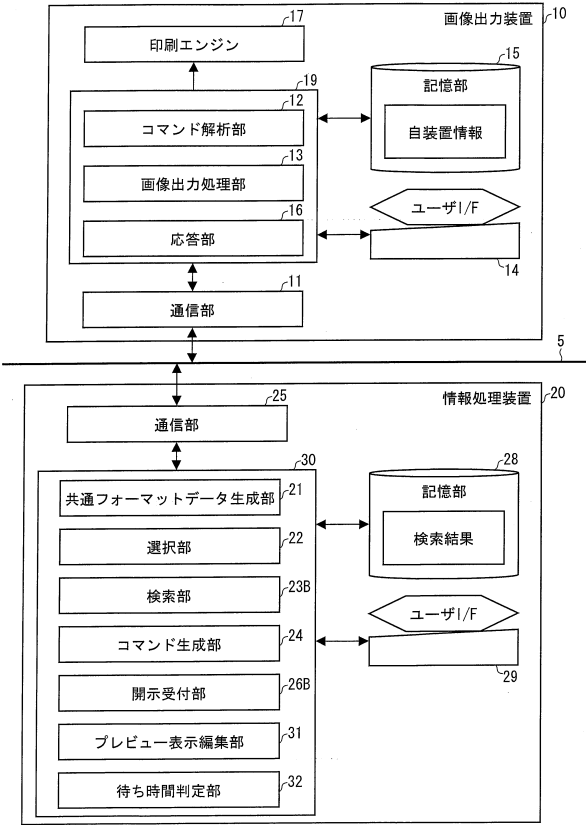 画像出力装置 10
17
印刷エンジン
19
12
コマンド解析部
13
画像出力処理部
16
応答部
11
通信部
15
記憶部
自装置情報
ユーザI/F
14
5
情報処理装置 20
25
通信部
30
共通フォーマットデータ生成部 21
選択部 22
検索部 23B
コマンド生成部 24
開示受付部 26B
プレビュー表示編集部 31
待ち時間判定部 32
28
記憶部
検索結果
ユーザI/F
29